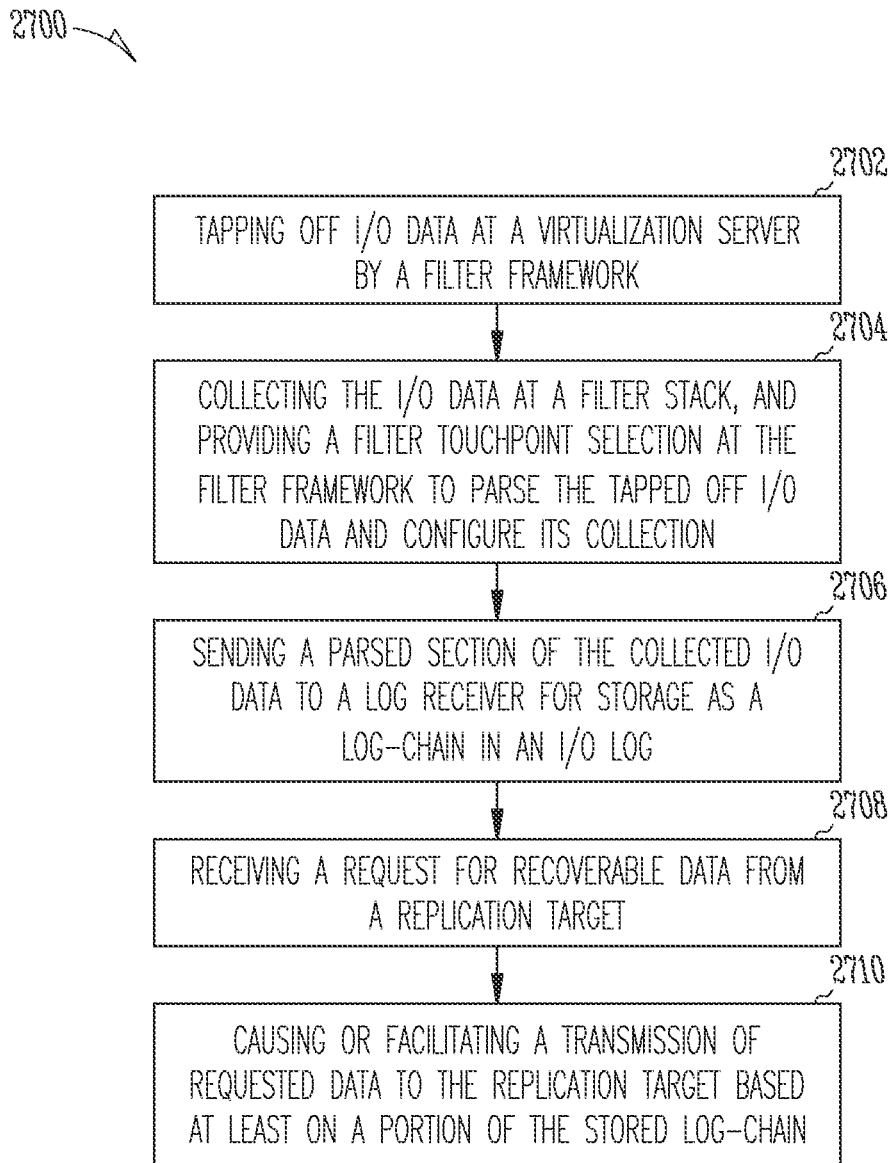 2700
2702
TAPPING OFF I/O DATA AT A VIRTUALIZATION SERVER
BY A FILTER FRAMEWORK
2704
COLLECTING THE I/O DATA AT A FILTER STACK, AND
PROVIDING A FILTER TOUCHPOINT SELECTION AT THE
FILTER FRAMEWORK TO PARSE THE TAPPED OFF I/O
DATA AND CONFIGURE ITS COLLECTION
2706
SENDING A PARSED SECTION OF THE COLLECTED I/O
DATA TO A LOG RECEIVER FOR STORAGE AS A
LOG-CHAIN IN AN I/O LOG
2708
RECEIVING A REQUEST FOR RECOVERABLE DATA FROM
A REPLICATION TARGET
2710
CAUSING OR FACILITATING A TRANSMISSION OF
REQUESTED DATA TO THE REPLICATION TARGET BASED
AT LEAST ON A PORTION OF THE STORED LOG-CHAIN